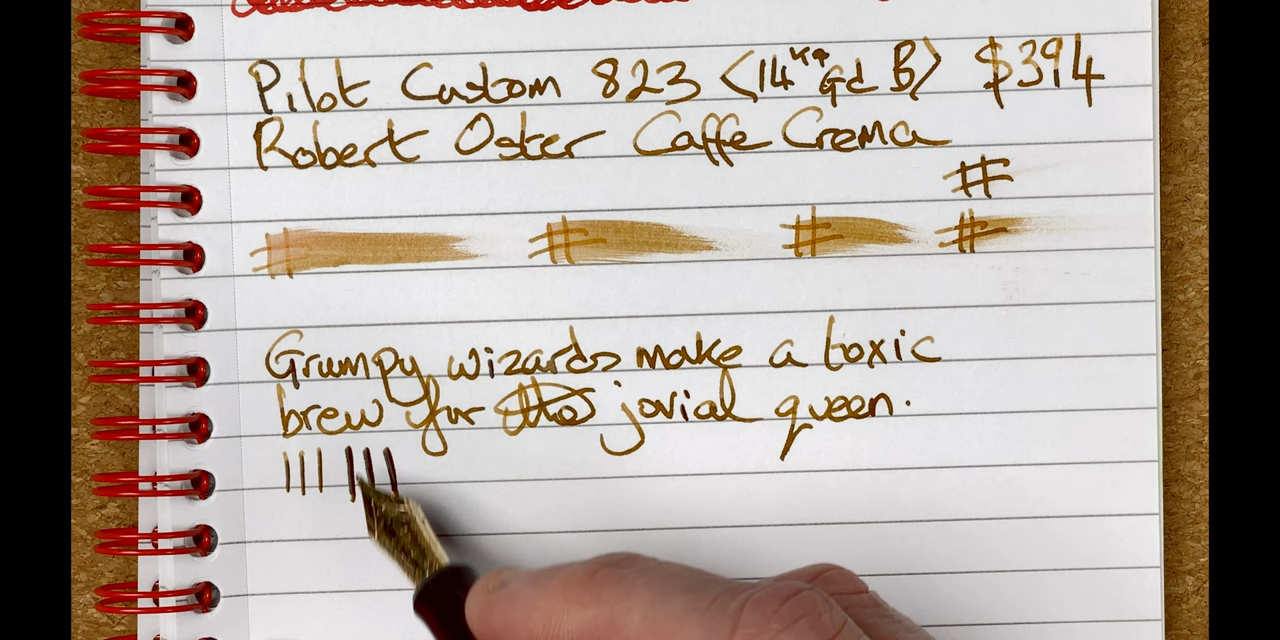 Pilot Custom 823 <14kt Gd B> $394
Robert Oster Caffe Crema
#
# # # #
Grumpy wizards make a toxic
brew for the jovial queen.